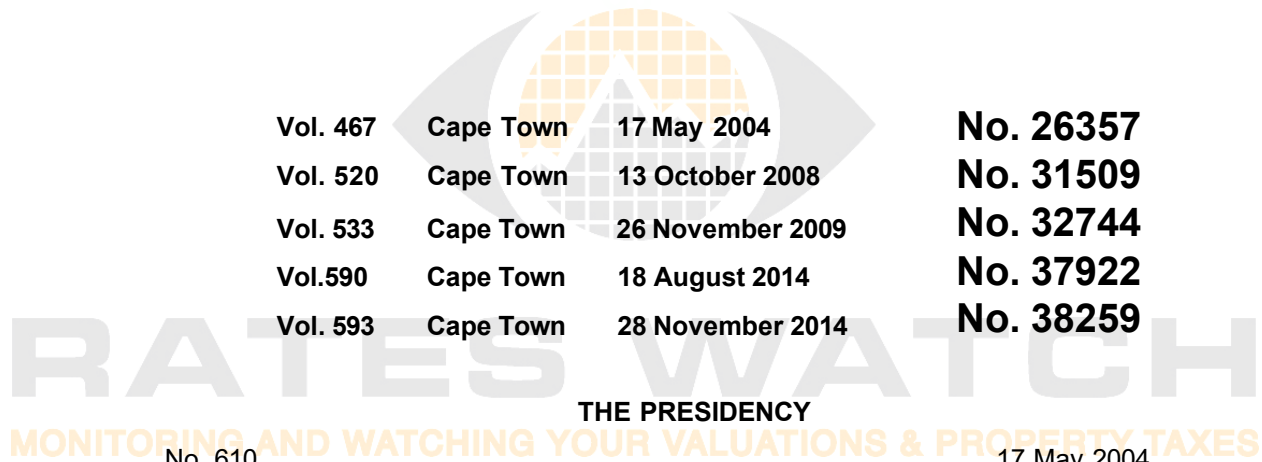 Vol. 467 Cape Town 17 May 2004 No. 26357
Vol. 520 Cape Town 13 October 2008 No. 31509
Vol. 533 Cape Town 26 November 2009 No. 32744
Vol.590 Cape Town 18 August 2014 No. 37922
Vol. 593 Cape Town 28 November 2014 No. 38259
RATES WATCH
THE PRESIDENCY
MONITORING AND WATCHING YOUR VALUATIONS & PROPERTY TAXES
No. 610 17 May 2004